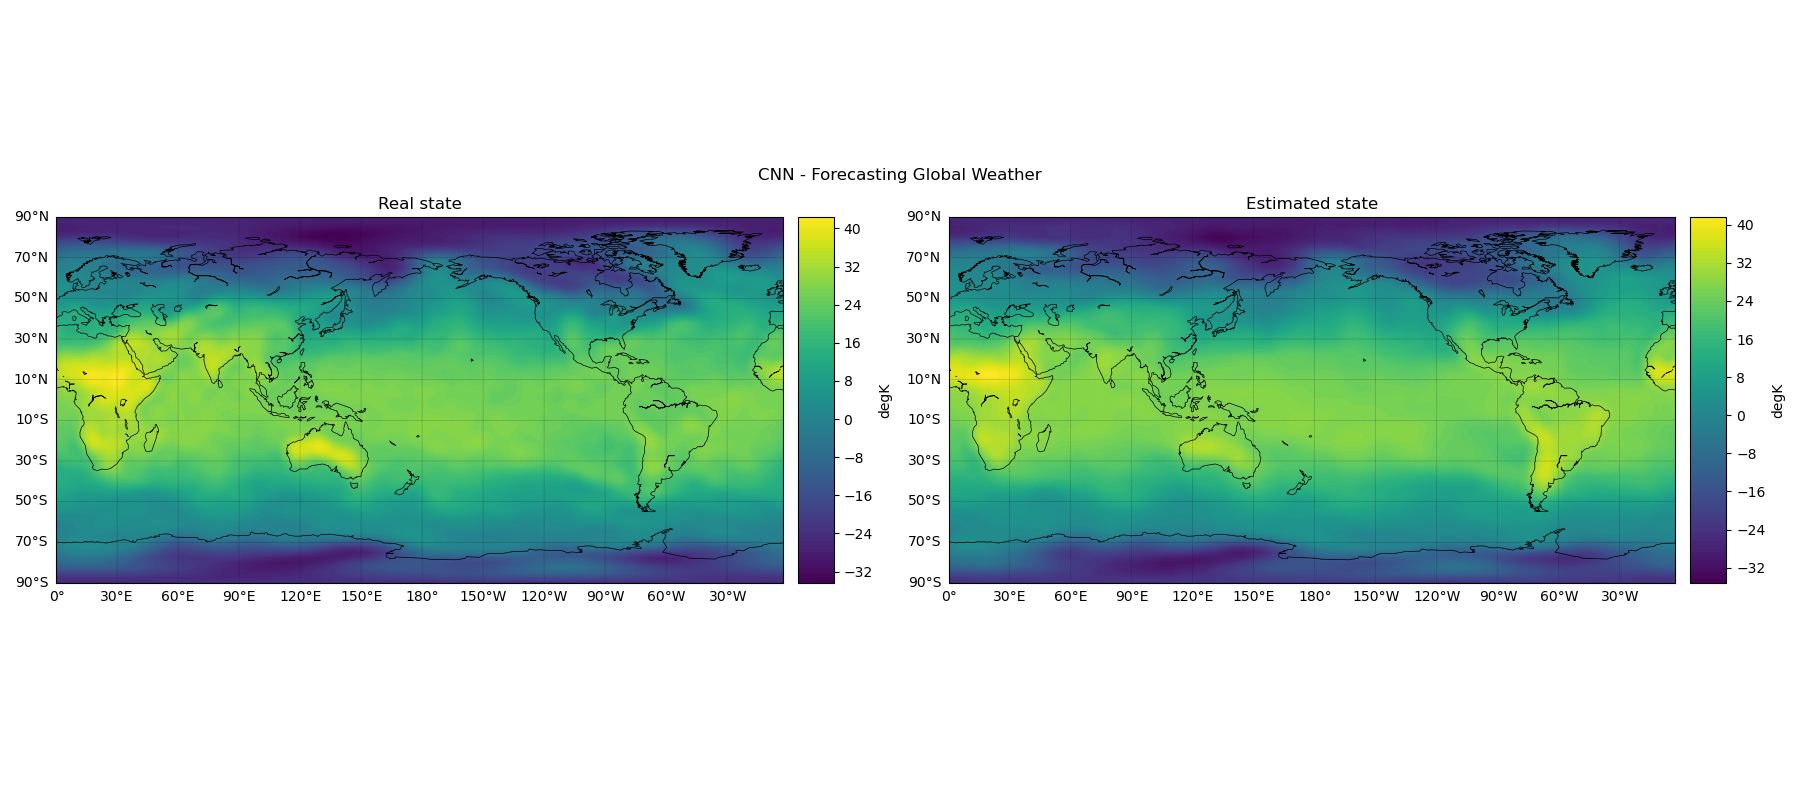 CNN - Forecasting Global Weather
Real state
90°N
70°N
50°N
30°N
10°N
10°S
30°S
50°S
70°S
90°S
0°
30°E
60°E
90°E
120°E
150°E
180°
150°W
120°W
90°W
60°W
30°W
40
32
24
16
8
0
−8
−16
−24
−32
degK
Estimated state
90°N
70°N
50°N
30°N
10°N
10°S
30°S
50°S
70°S
90°S
0°
30°E
60°E
90°E
120°E
150°E
180°
150°W
120°W
90°W
60°W
30°W
40
32
24
16
8
0
−8
−16
−24
−32
degK